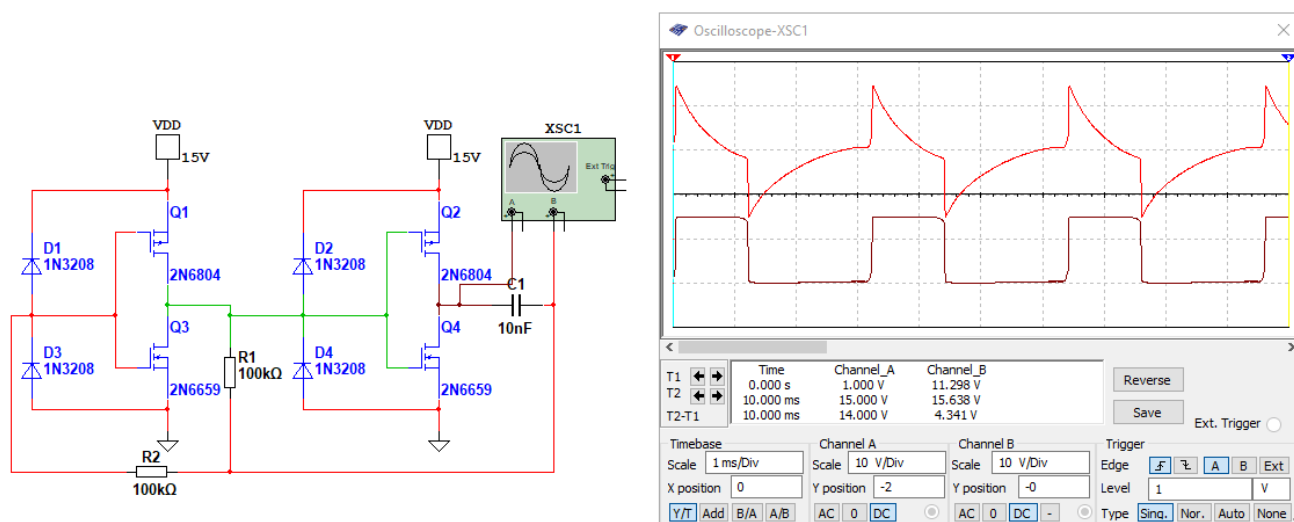 VDD
15V
Q1
2N6804
D1
1N3208
D3
1N3208
Q3
2N6659
R1
100kΩ
R2
100kΩ
VDD
15V
Q2
2N6804
D2
1N3208
D4
1N3208
Q4
2N6659
C1
10nF
XSC1
Ext Trig
A
B
Oscilloscope-XSC1
1
2
Time Channel_A Channel_B
T1 0.000 s 1.000 V 11.298 V
T2 10.000 ms 15.000 V 15.638 V
T2-T1 10.000 ms 14.000 V 4.341 V
Reverse
Save
Ext. Trigger
Timebase
Scale 1 ms/Div
X position 0
Y/T Add B/A A/B
Channel A
Scale 10 V/Div
Y position -2
AC 0 DC
Channel B
Scale 10 V/Div
Y position -0
AC 0 DC -
Trigger
Edge A B Ext
Level 1 V
Type Sing. Nor. Auto None